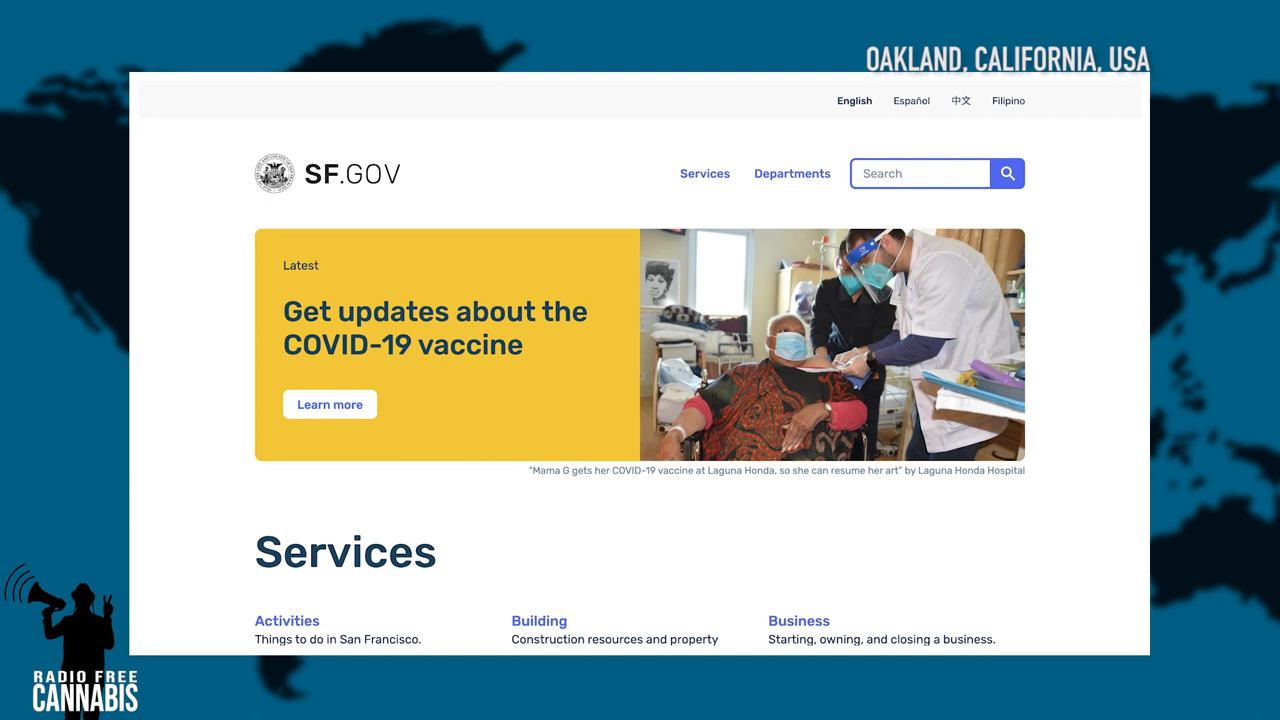 OAKLAND, CALIFORNIA, USA
English Español 中文 Filipino
SF.GOV
Services Departments Search
Latest
Get updates about the
COVID-19 vaccine
Learn more
"Mama G gets her COVID-19 vaccine at Laguna Honda, so she can resume her art" by Laguna Honda Hospital
Services
Activities Building Business
Things to do in San Francisco. Construction resources and property Starting, owning, and closing a business.
RADIO FREE
CANNABIS